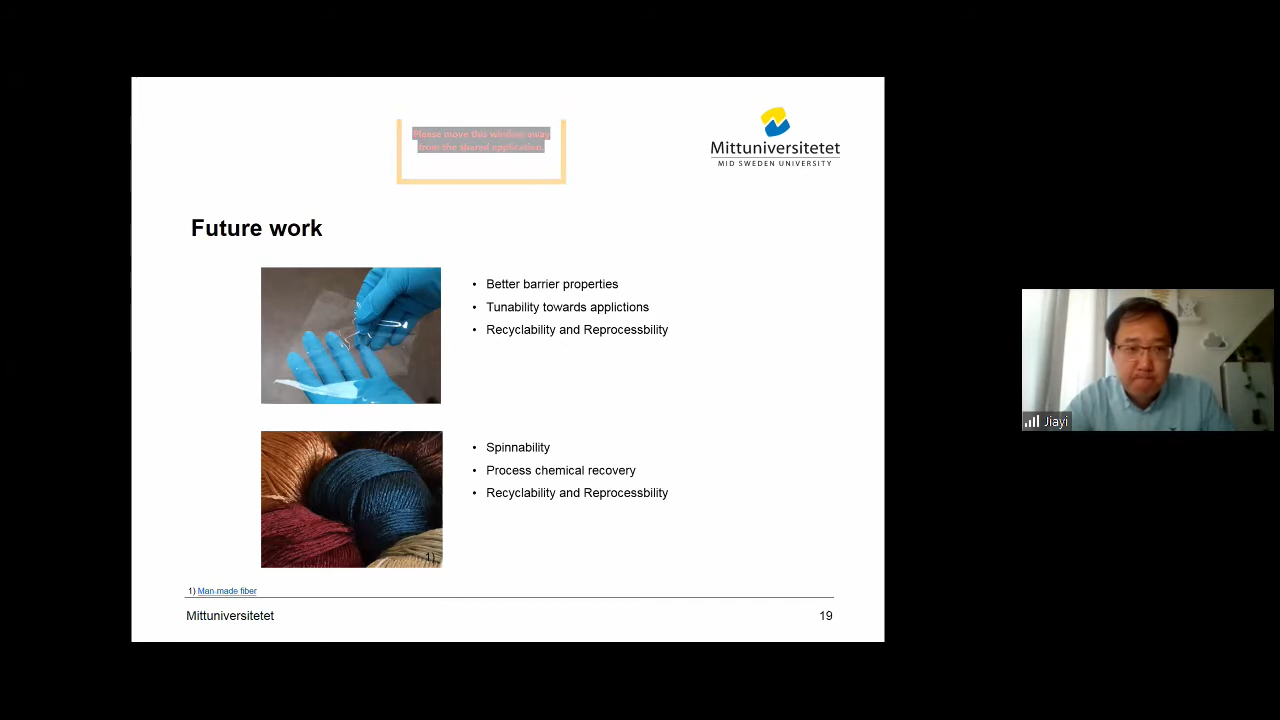 Please move this window away
from the shared application.
Mittuniversitetet
MID SWEDEN UNIVERSITY
Future work
• Better barrier properties
• Tunability towards applictions
• Recyclability and Reprocessbility
• Spinnability
• Process chemical recovery
• Recyclability and Reprocessbility
1)
1) Man-made fiber
Mittuniversitetet
19
Jiayi